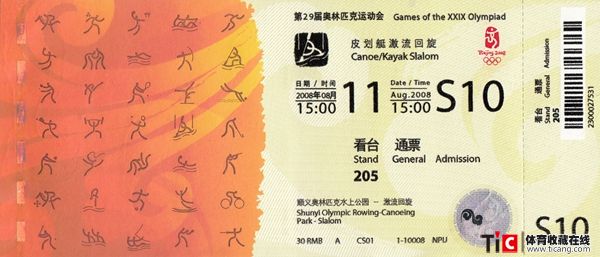 第29届奥林匹克运动会 Games of the XXIX Olympiad
皮划艇激流回旋
Canoe/Kayak Slalom
Beijing 2008
日期 / 时间
2008年08月
15:00
11
Date / Time
Aug.2008
15:00
S10
看台 通票
Stand General Admission
205
顺义奥林匹克水上公园 — 激流回旋
Shunyi Olympic Rowing-Canoeing
Park - Slalom
30 RMB A CS01 1-10008 NPU
看台 通票
Stand General Admission
205
2300027531
S10
TiC 体育收藏在线
www.ticang.com